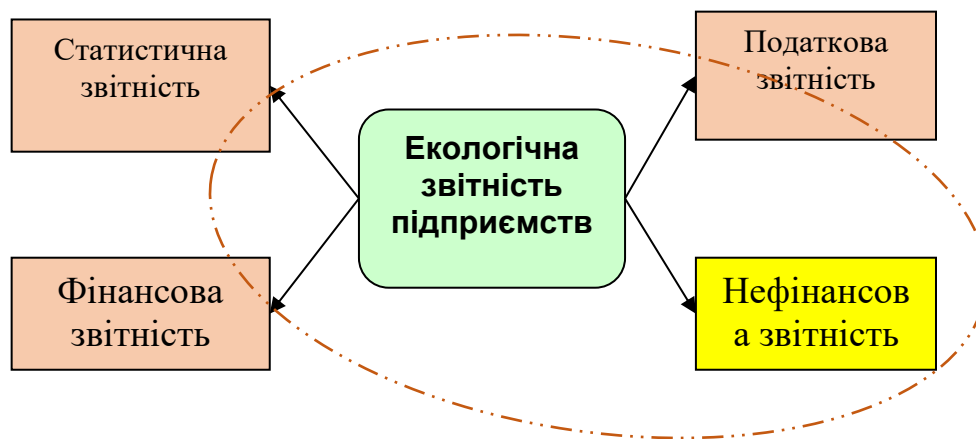 Статистична
звітність
Податкова
звітність
Екологічна
звітність
підприємств
Фінансова
звітність
Нефінансов
а звітність